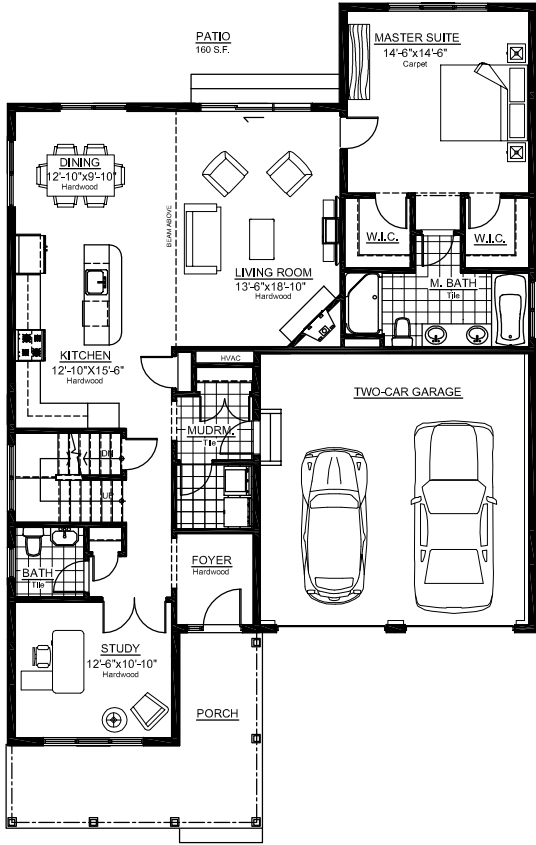 PATIO
160 S.F.
MASTER SUITE
14'-6"x14'-6"
Carpet
DINING
12'-10"x9'-10"
Hardwood
BEAM ABOVE
W.I.C.
W.I.C.
LIVING ROOM
13'-6"x18'-10"
Hardwood
M. BATH
Tile
KITCHEN
12'-10"X15'-6"
Hardwood
HVAC
TWO-CAR GARAGE
MUDRM.
Tile
DN
UP
BATH
Tile
FOYER
Hardwood
STUDY
12'-6"x10'-10"
Hardwood
PORCH